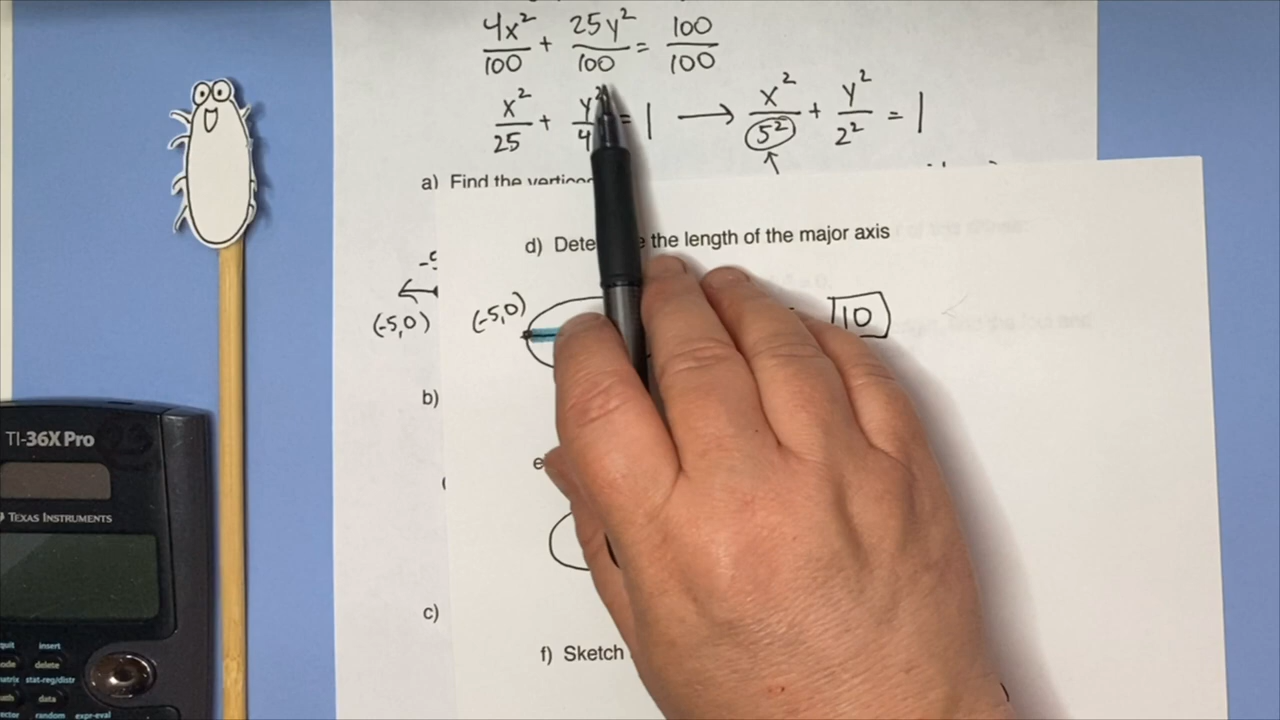 4x²/100 + 25y²/100 = 100/100
x²/25 + y²/4 = 1 → x²/5² + y²/2² = 1
a) Find the
d) the length of the major axis
(-5,0)
(-5,0)
10
b)
e
c)
f) Sketch
TI-36X Pro
TEXAS INSTRUMENTS
insert
delete
stat-reg/distr
data
random expr-eval